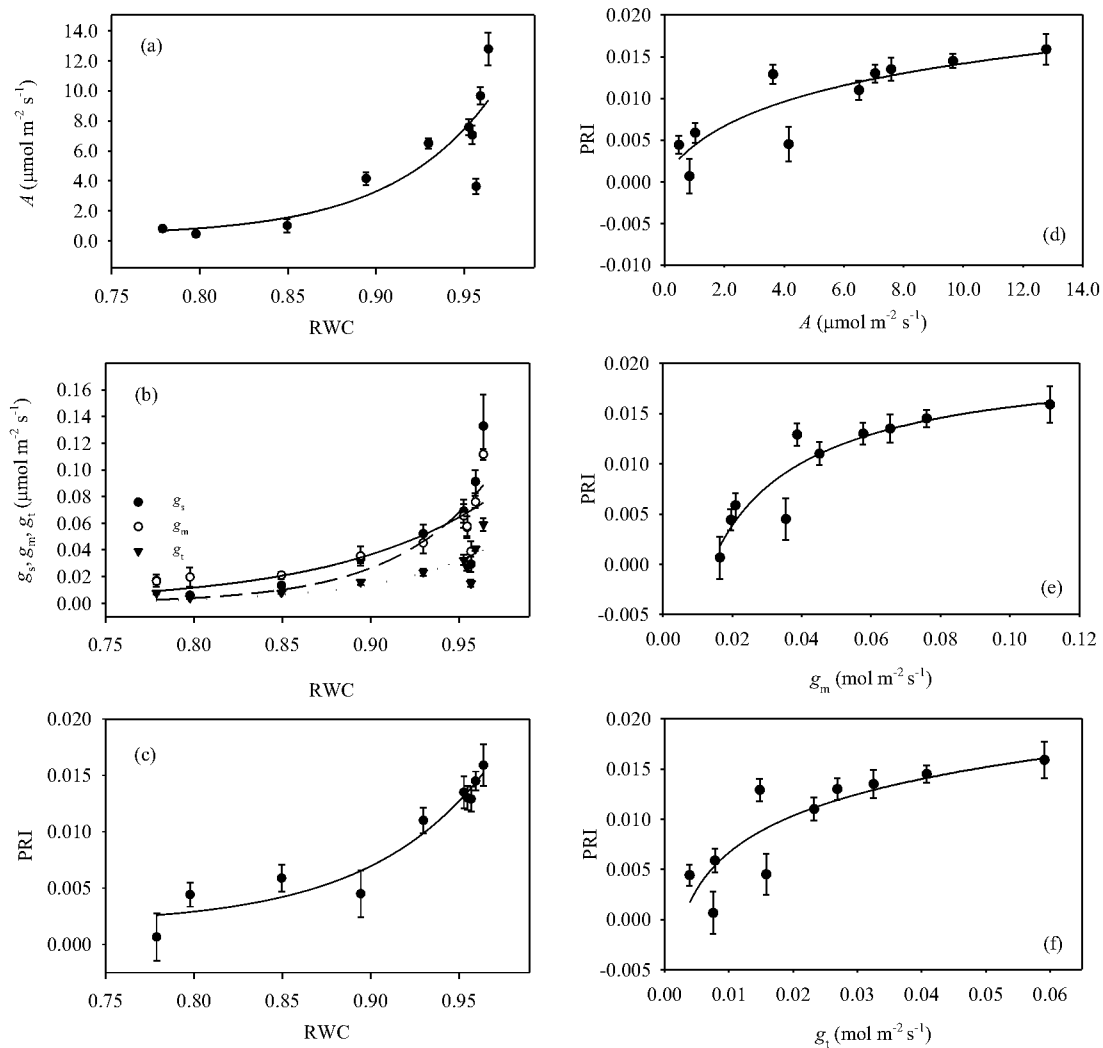 (a)
14.0
12.0
10.0
8.0
6.0
4.0
2.0
0.0
A (μmol m⁻² s⁻¹)
0.75 0.80 0.85 0.90 0.95
RWC
(d)
0.020
0.015
0.010
0.005
0.000
-0.005
-0.010
PRI
0.0 2.0 4.0 6.0 8.0 10.0 12.0 14.0
A (μmol m⁻² s⁻¹)
(b)
0.16
0.14
0.12
0.10
0.08
0.06
0.04
0.02
0.00
gs, gm, gt (μmol m⁻² s⁻¹)
gs
gm
gt
0.75 0.80 0.85 0.90 0.95
RWC
(e)
0.020
0.015
0.010
0.005
0.000
-0.005
PRI
0.00 0.02 0.04 0.06 0.08 0.10 0.12
gm (mol m⁻² s⁻¹)
(c)
0.020
0.015
0.010
0.005
0.000
PRI
0.75 0.80 0.85 0.90 0.95
RWC
(f)
0.020
0.015
0.010
0.005
0.000
-0.005
PRI
0.00 0.01 0.02 0.03 0.04 0.05 0.06
gt (mol m⁻² s⁻¹)